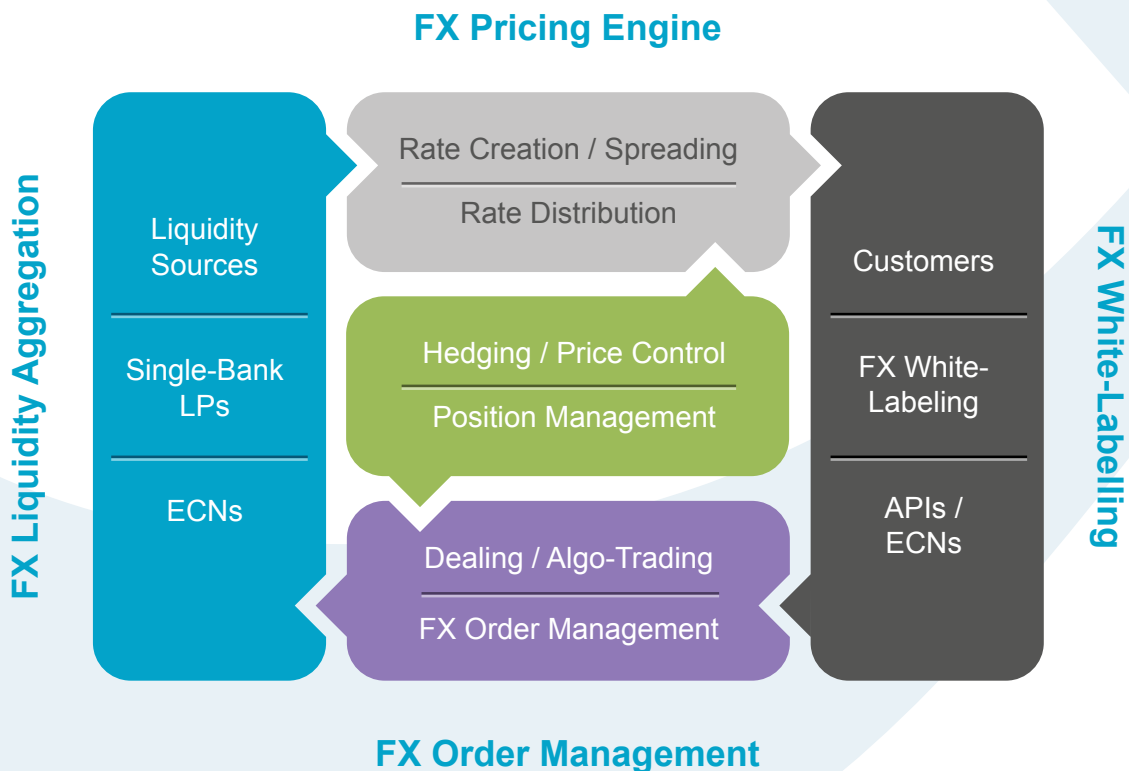 FX Pricing Engine
FX Liquidity Aggregation
Liquidity
Sources
Single-Bank
LPs
ECNs
Rate Creation / Spreading
Rate Distribution
Hedging / Price Control
Position Management
Dealing / Algo-Trading
FX Order Management
Customers
FX White-
Labeling
APIs /
ECNs
FX White-Labelling
FX Order Management